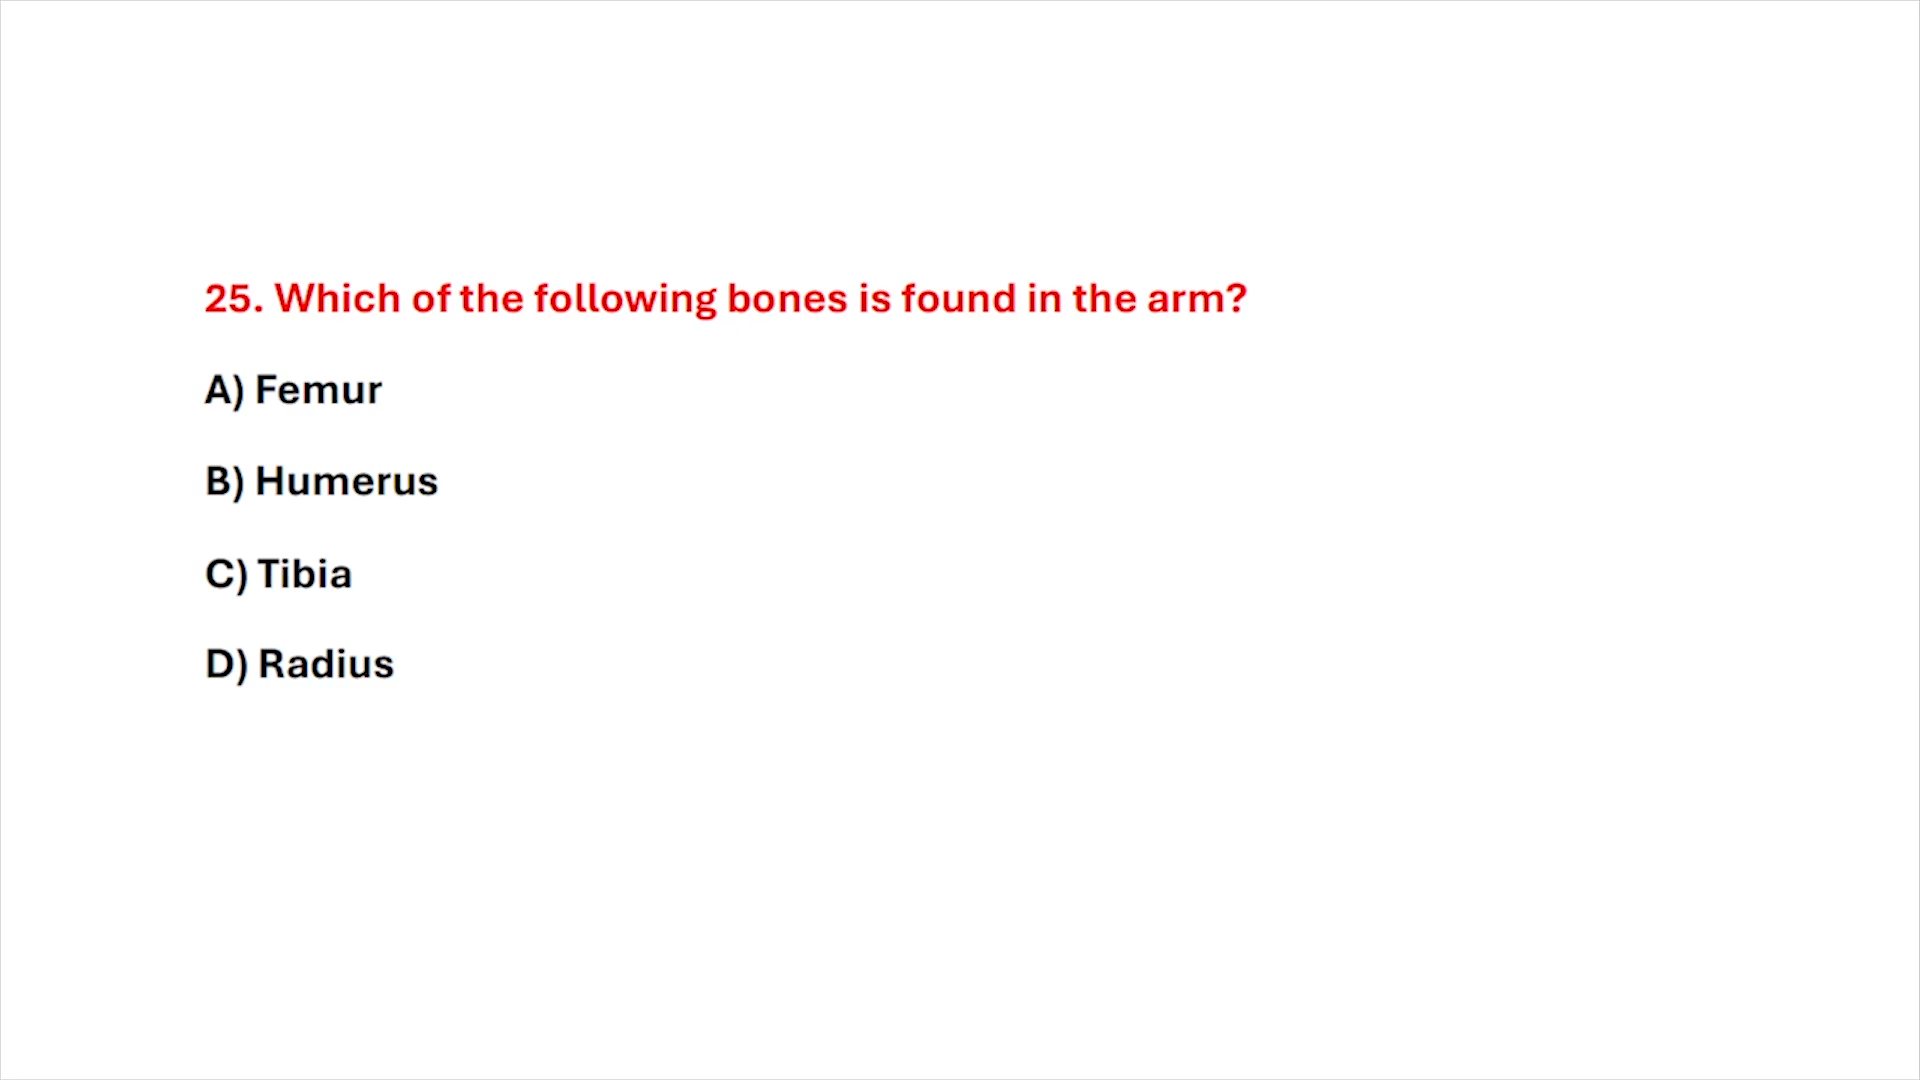 25. Which of the following bones is found in the arm?
A) Femur
B) Humerus
C) Tibia
D) Radius